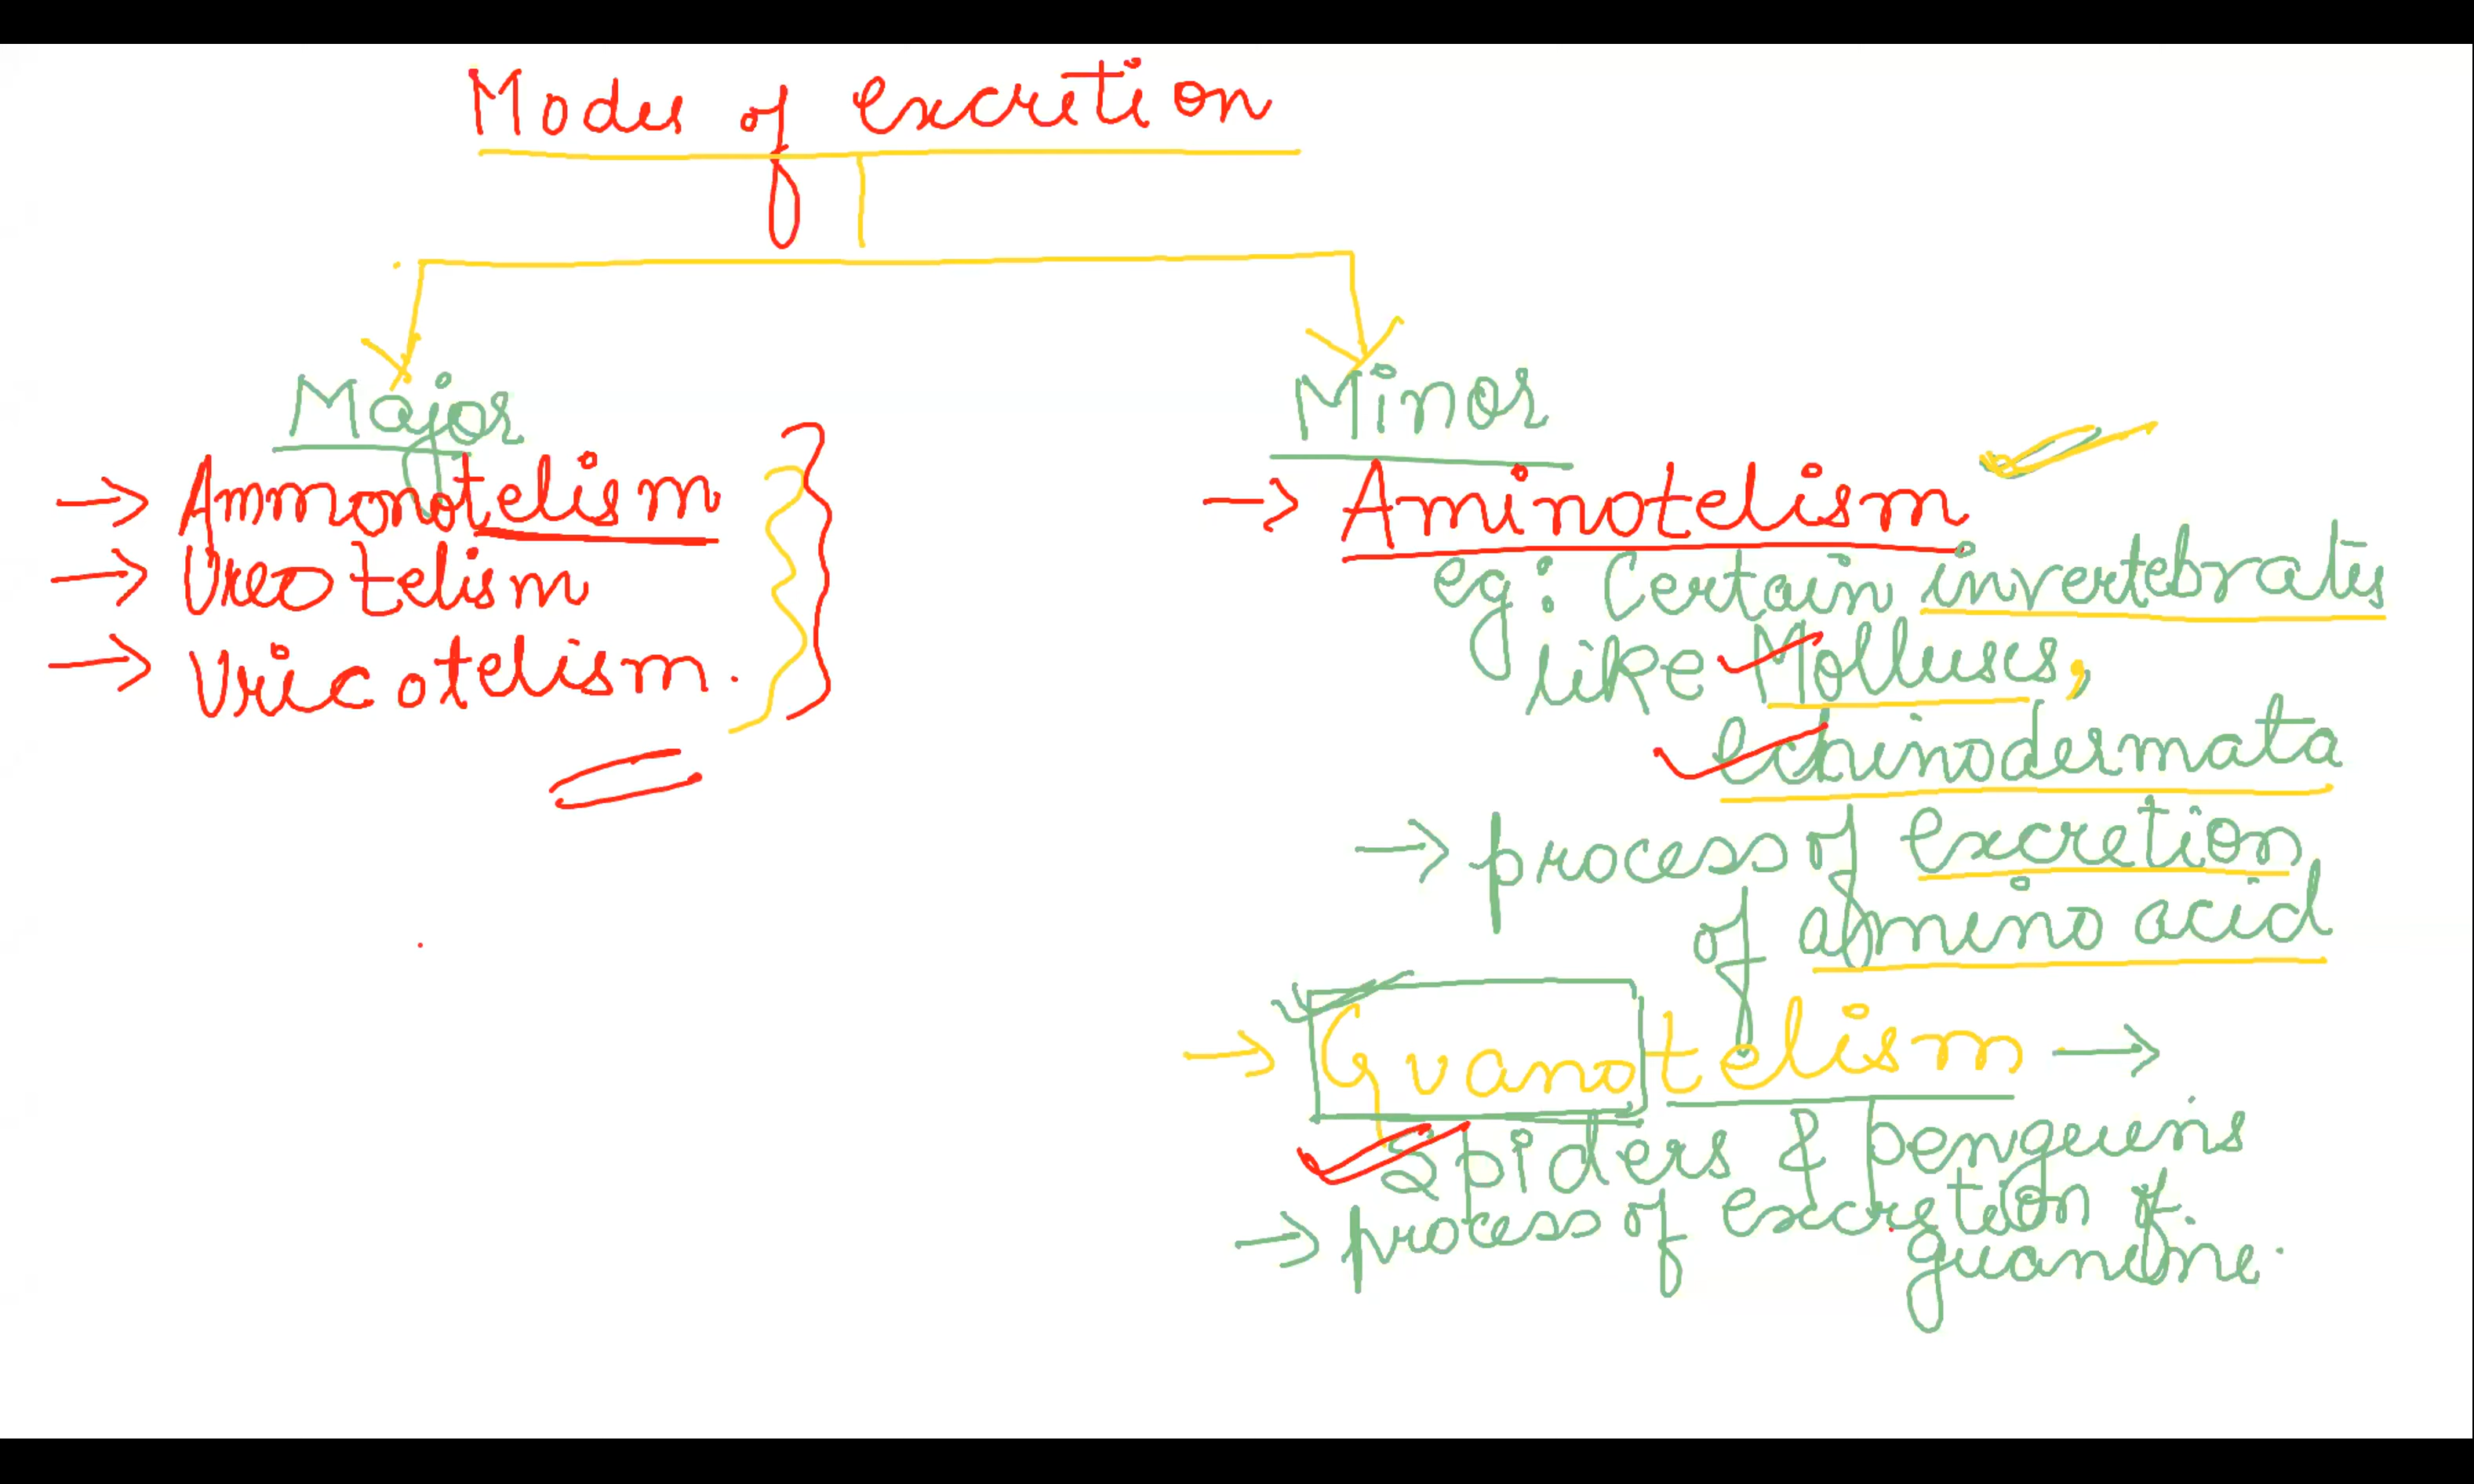 Modes of excretion
Major
→ Ammonotelism
→ Ureotelism
→ Uricotelism.
Minor
→ Aminotelism
eg: Certain invertebrates
like Molluscs,
Echinodermata
→ process of excretion
of amino acid
→ Guanotelism →
Spiders & penguins
→ process of excretion of
guanine.